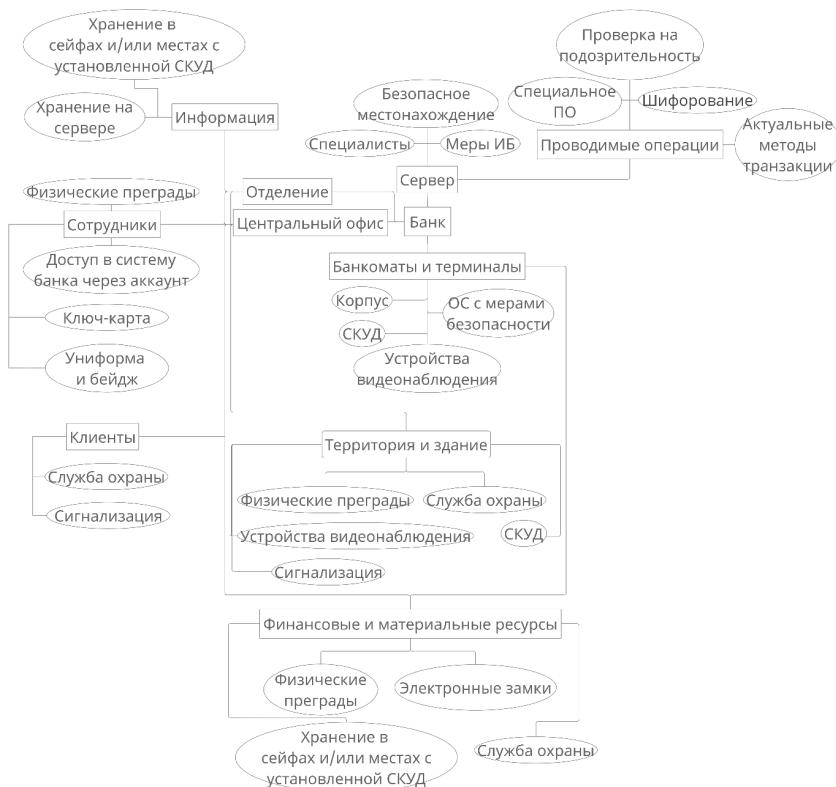 Хранение в
сейфах и/или местах с
установленной СКУД
Хранение на
сервере
Информация
Проверка на
подозрительность
Безопасное
местонахождение
Специальное
ПО
Шифорование
Актуальные
методы
транзакции
Специалисты
Меры ИБ
Проводимые операции
Сервер
Физические преграды
Отделение
Сотрудники
Центральный офис
Банк
Доступ в систему
банка через аккаунт
Банкоматы и терминалы
Ключ-карта
Корпус
ОС с мерами
безопасности
СКУД
Униформа
и бейдж
Устройства
видеонаблюдения
Клиенты
Территория и здание
Служба охраны
Сигнализация
Физические преграды
Служба охраны
Устройства видеонаблюдения
СКУД
Сигнализация
Финансовые и материальные ресурсы
Физические
преграды
Электронные замки
Хранение в
сейфах и/или местах с
установленной СКУД
Служба охраны